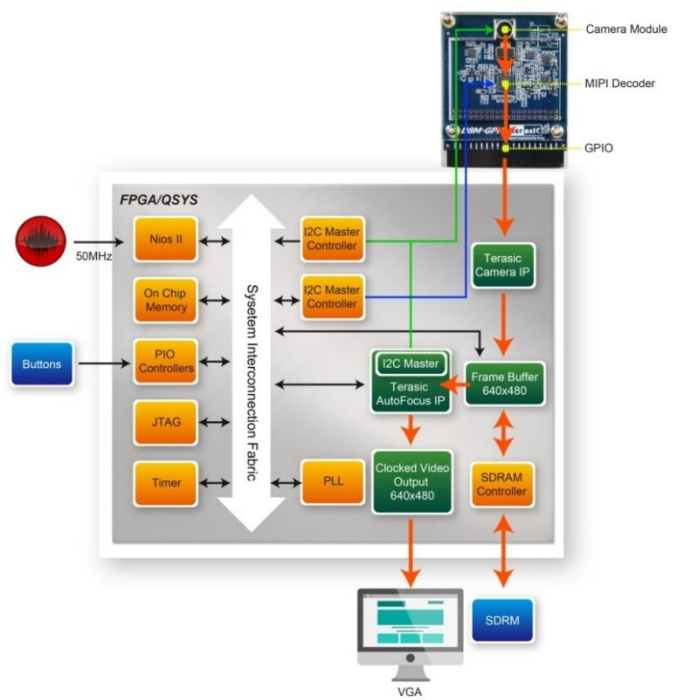 Camera Module
MIPI Decoder
GPIO
FPGA/QSYS
50MHz
Nios II
I2C Master
Controller
Terasic
Camera IP
On Chip
Memory
I2C Master
Controller
Sysetem Interconnection Fabric
Buttons
PIO
Controllers
I2C Master
Terasic
AutoFocus IP
Frame Buffer
640x480
JTAG
Timer
PLL
Clocked Video
Output
640x480
SDRAM
Controller
SDRM
VGA